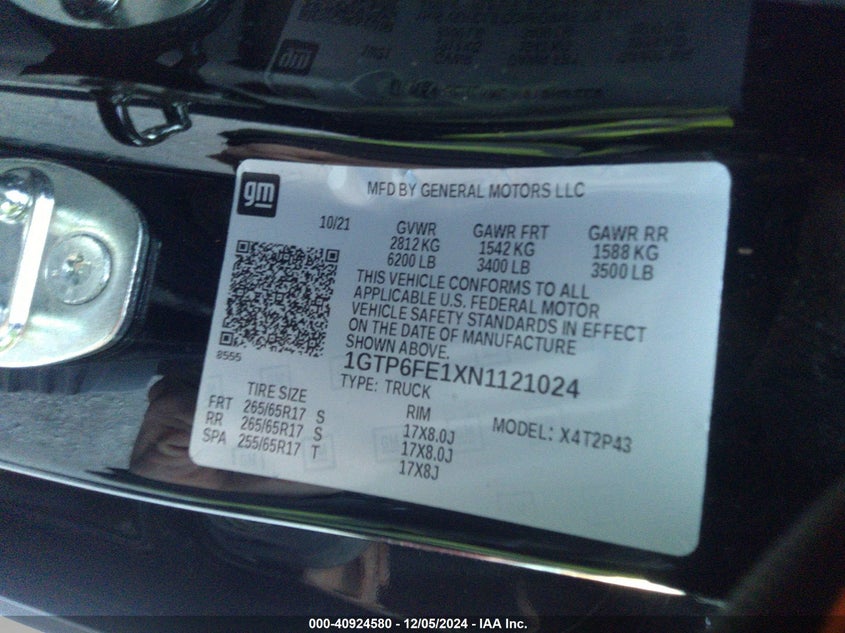 gm
MFD BY GENERAL MOTORS LLC
10/21
GVWR GAWR FRT GAWR RR
2812 KG 1542 KG 1588 KG
6200 LB 3400 LB 3500 LB
THIS VEHICLE CONFORMS TO ALL
APPLICABLE U.S. FEDERAL MOTOR
VEHICLE SAFETY STANDARDS IN EFFECT
ON THE DATE OF MANUFACTURE
SHOWN ABOVE.
8555
1GTP6FE1XN1121024
TYPE: TRUCK
TIRE SIZE RIM
FRT 265/65R17 S 17X8.0J
RR 265/65R17 S 17X8.0J
SPA 255/65R17 T 17X8J
MODEL: X4T2P43
000-40924580 - 12/05/2024 - IAA Inc.